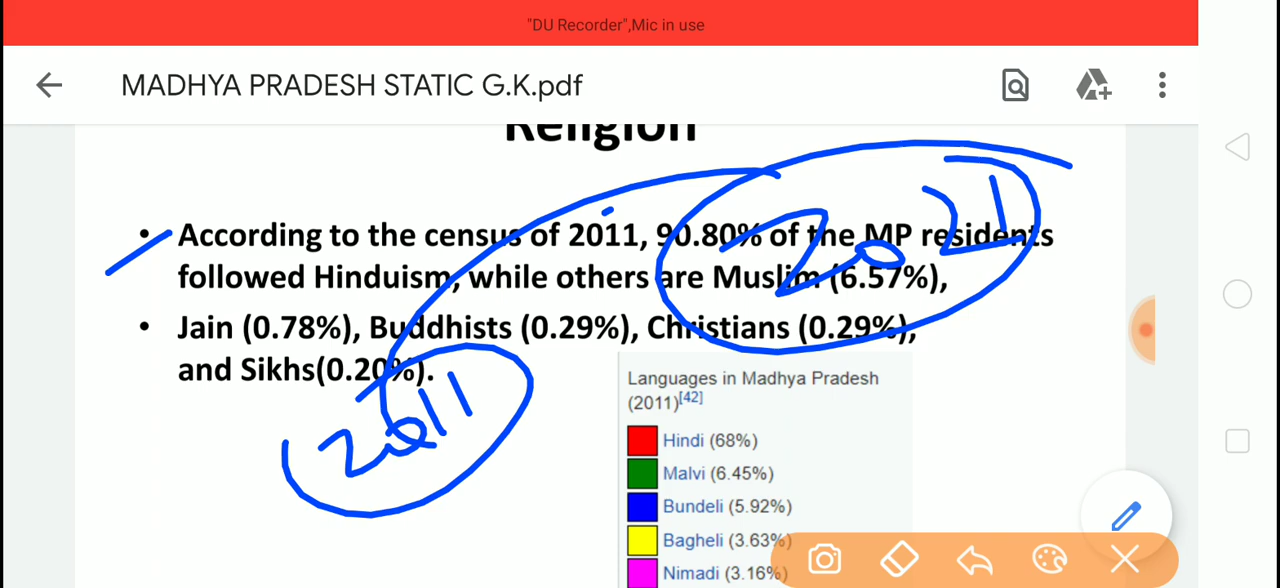 "DU Recorder",Mic in use
MADHYA PRADESH STATIC G.K.pdf
Religion
• According to the census of 2011, 90.80% of the MP residents
followed Hinduism, while others are Muslim (6.57%),
• Jain (0.78%), Buddhists (0.29%), Christians (0.29%),
and Sikhs(0.20%).
2021
2011
Languages in Madhya Pradesh
(2011)[42]
Hindi (68%)
Malvi (6.45%)
Bundeli (5.92%)
Bagheli (3.63%)
Nimadi (3.16%)